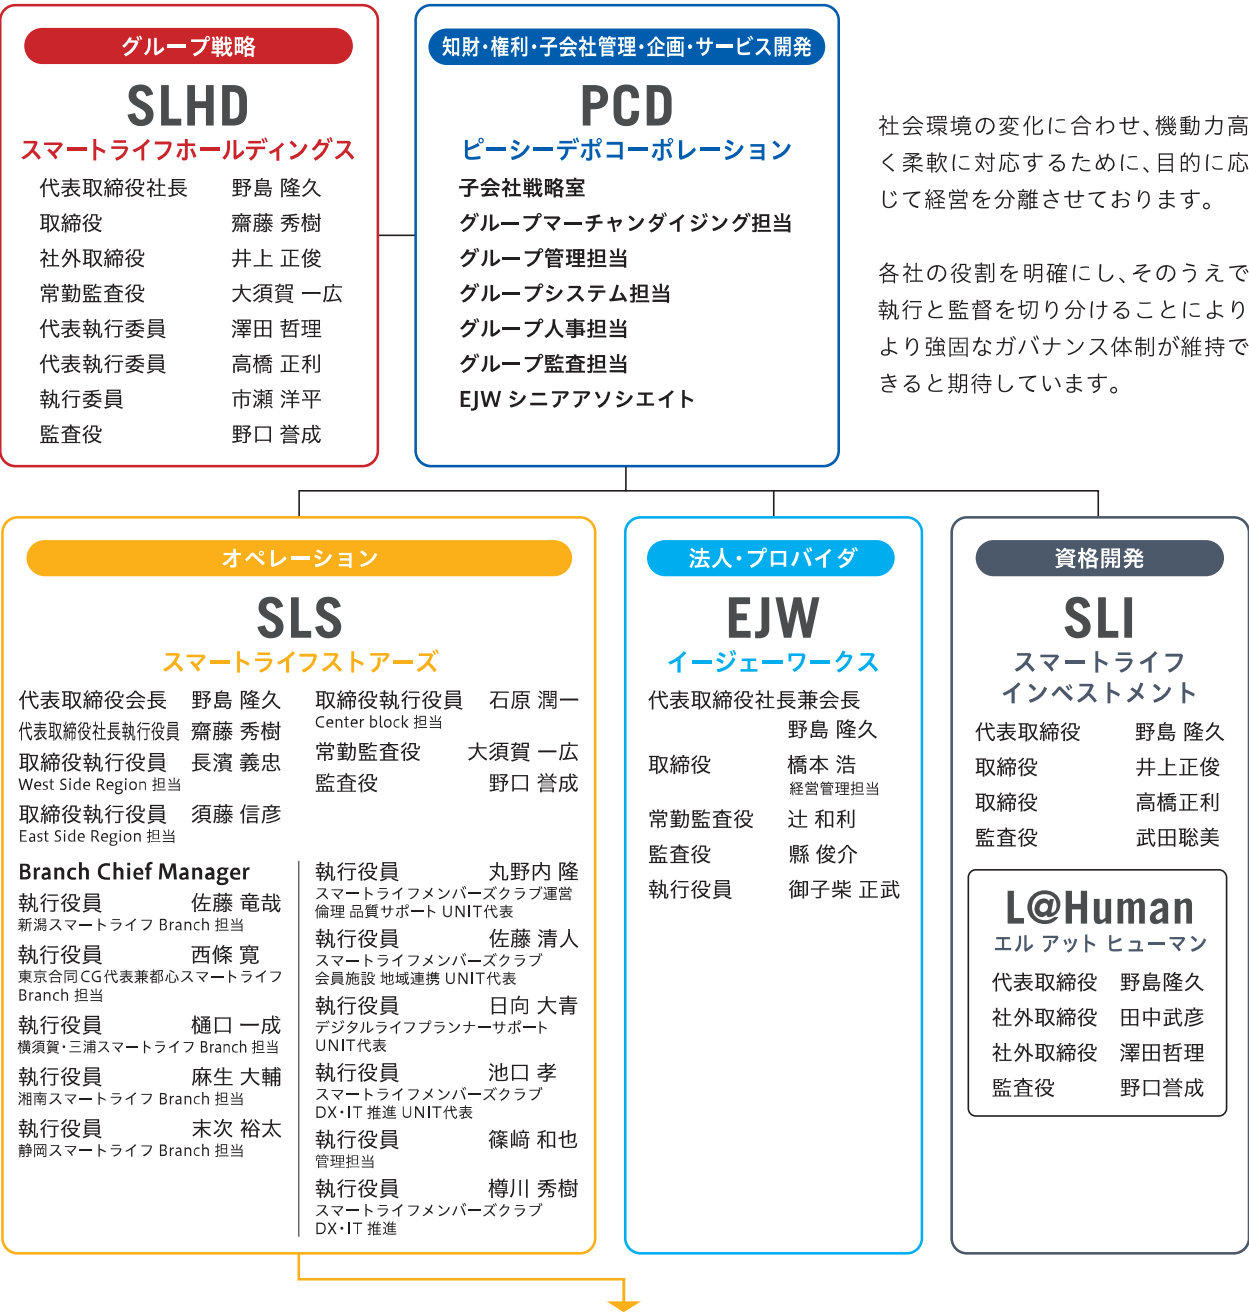 グループ戦略
SLHD
スマートライフホールディングス
代表取締役社長 野島 隆久
取締役 齋藤 秀樹
社外取締役 井上 正俊
常勤監査役 大須賀 一広
代表執行委員 澤田 哲理
代表執行委員 高橋 正利
執行委員 市瀬 洋平
監査役 野口 誉成
知財・権利・子会社管理・企画・サービス開発
PCD
ピーシーデポコーポレーション
子会社戦略室
グループマーチャンダイジング担当
グループ管理担当
グループシステム担当
グループ人事担当
グループ監査担当
EJW シニアアソシエイト
社会環境の変化に合わせ、機動力高
く柔軟に対応するために、目的に応
じて経営を分離させております。
各社の役割を明確にし、そのうえで
執行と監督を切り分けることにより
より強固なガバナンス体制が維持で
きると期待しています。
オペレーション
SLS
スマートライフストアーズ
代表取締役会長 野島 隆久
代表取締役社長執行役員 齋藤 秀樹
取締役執行役員 長濱 義忠
West Side Region 担当
取締役執行役員 須藤 信彦
East Side Region 担当
取締役執行役員 石原 潤一
Center block 担当
常勤監査役 大須賀 一広
監査役 野口 誉成
Branch Chief Manager
執行役員 佐藤 竜哉
新潟スマートライフ Branch 担当
執行役員 西條 寛
東京合同CG代表兼都心スマートライフ
Branch 担当
執行役員 樋口 一成
横須賀・三浦スマートライフ Branch 担当
執行役員 麻生 大輔
湘南スマートライフ Branch 担当
執行役員 末次 裕太
静岡スマートライフ Branch 担当
執行役員 丸野内 隆
スマートライフメンバーズクラブ運営
倫理 品質サポート UNIT代表
執行役員 佐藤 清人
スマートライフメンバーズクラブ
会員施設 地域連携 UNIT代表
執行役員 日向 大青
デジタルライフプランナーサポート
UNIT代表
執行役員 池口 孝
スマートライフメンバーズクラブ
DX・IT 推進 UNIT代表
執行役員 篠﨑 和也
管理担当
執行役員 樽川 秀樹
スマートライフメンバーズクラブ
DX・IT 推進
法人・プロバイダ
EJW
イージェーワークス
代表取締役社長兼会長
野島 隆久
取締役 橋本 浩
経営管理担当
常勤監査役 辻 和利
監査役 縣 俊介
執行役員 御子柴 正武
資格開発
SLI
スマートライフ
インベストメント
代表取締役 野島 隆久
取締役 井上正俊
取締役 高橋正利
監査役 武田聡美
L@Human
エル アット ヒューマン
代表取締役 野島隆久
社外取締役 田中武彦
社外取締役 澤田哲理
監査役 野口誉成